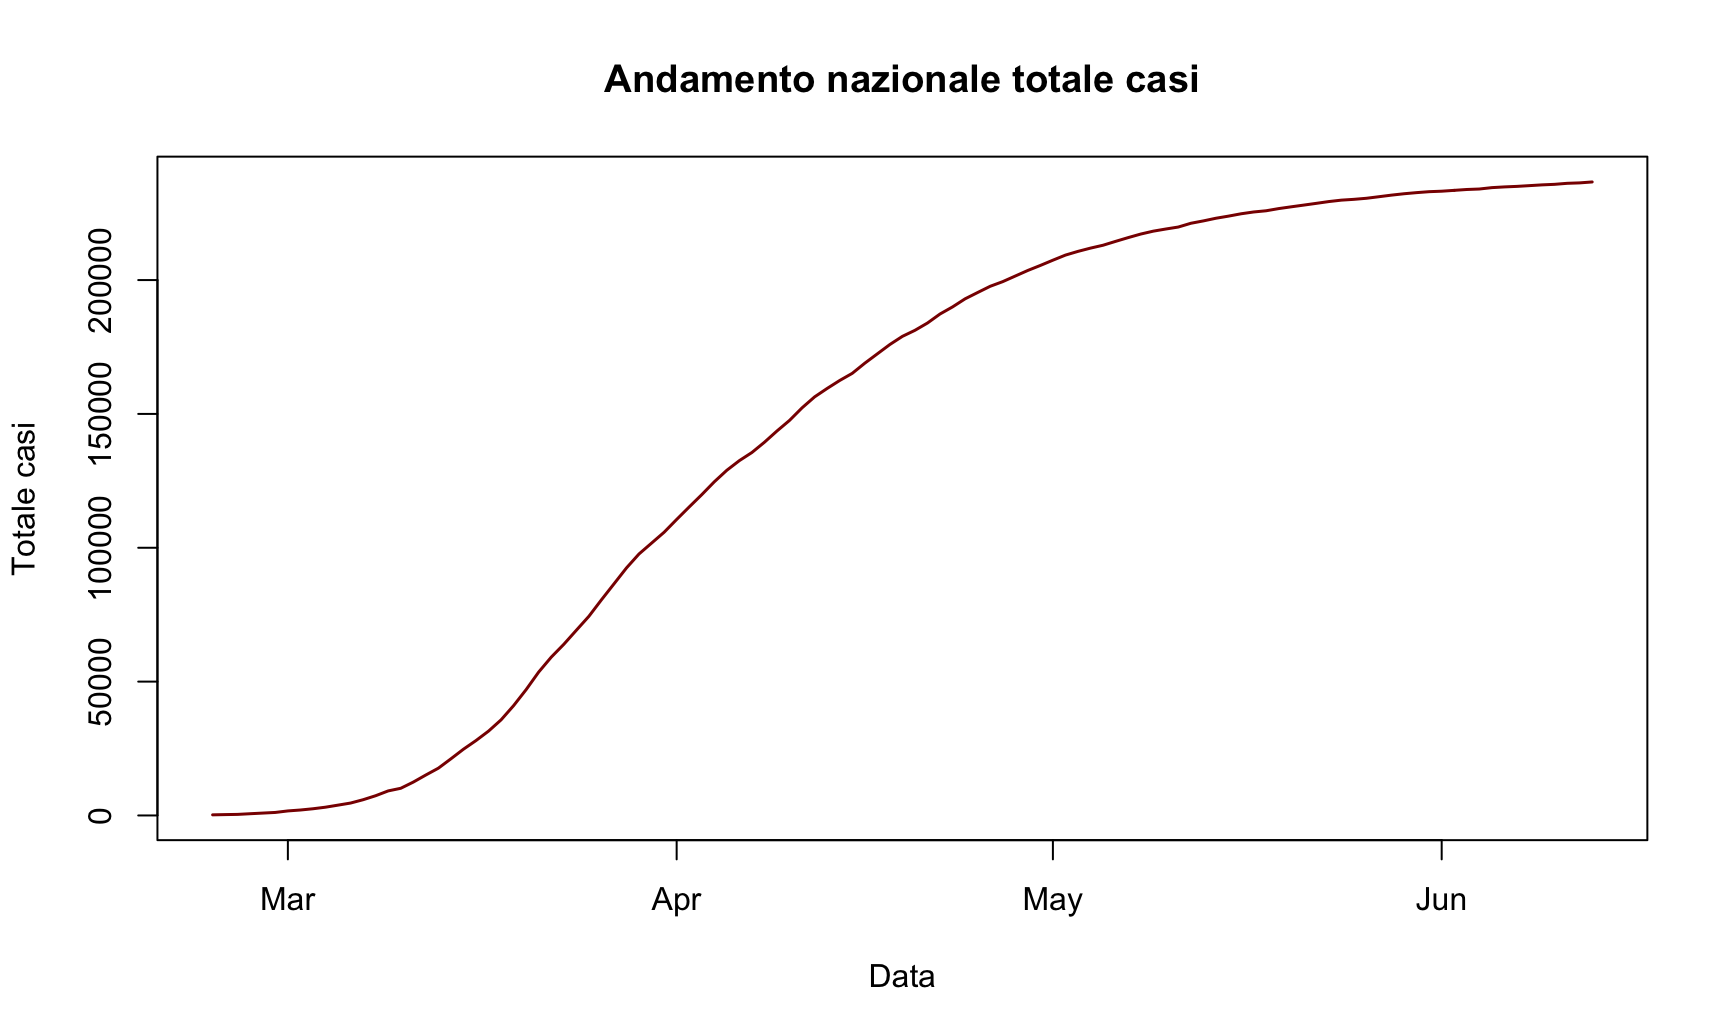 Andamento nazionale totale casi
Totale casi
200000
150000
100000
50000
0
Mar Apr May Jun
Data